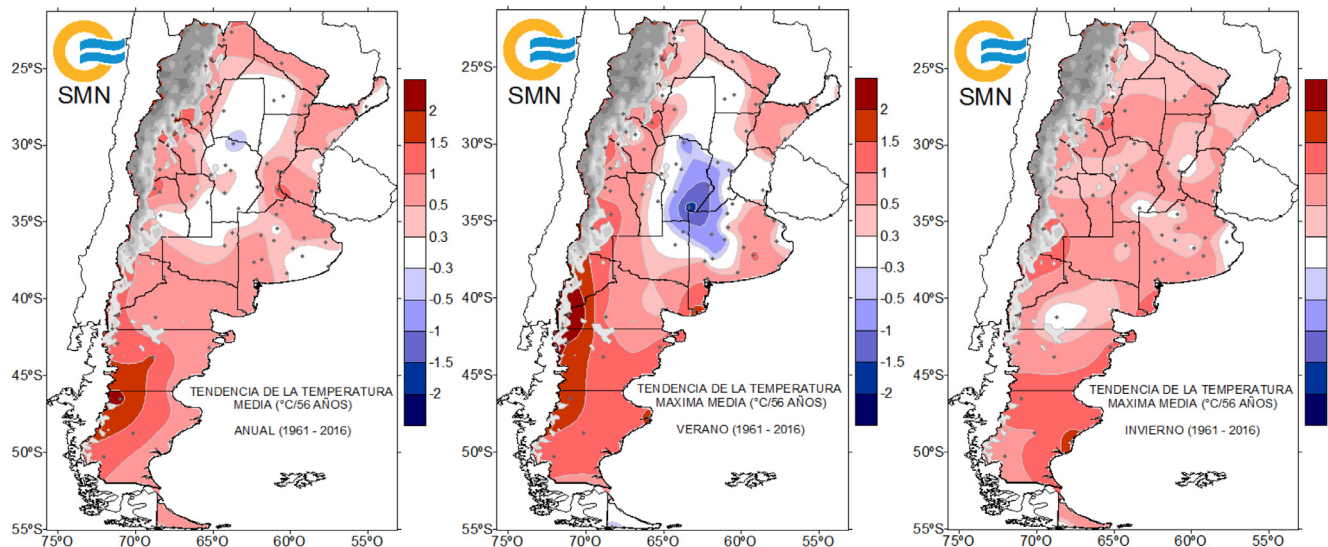 SMN
25ºS
30ºS
35ºS
40ºS
45ºS
50ºS
55ºS
75ºO
70ºO
65ºO
60ºO
55ºO
2
1.5
1
0.5
0.3
-0.3
-0.5
-1
-1.5
-2
TENDENCIA DE LA TEMPERATURA
MEDIA (°C/56 AÑOS)
ANUAL (1961 - 2016)
SMN
25ºS
30ºS
35ºS
40ºS
45ºS
50ºS
55ºS
75ºO
70ºO
65ºO
60ºO
55ºO
2
1.5
1
0.5
0.3
-0.3
-0.5
-1
-1.5
-2
TENDENCIA DE LA TEMPERATURA
MAXIMA MEDIA (°C/56 AÑOS)
VERANO (1961 - 2016)
SMN
25ºS
30ºS
35ºS
40ºS
45ºS
50ºS
55ºS
75ºO
70ºO
65ºO
60ºO
55ºO
TENDENCIA DE LA TEMPERATURA
MAXIMA MEDIA (°C/56 AÑOS)
INVIERNO (1961 - 2016)